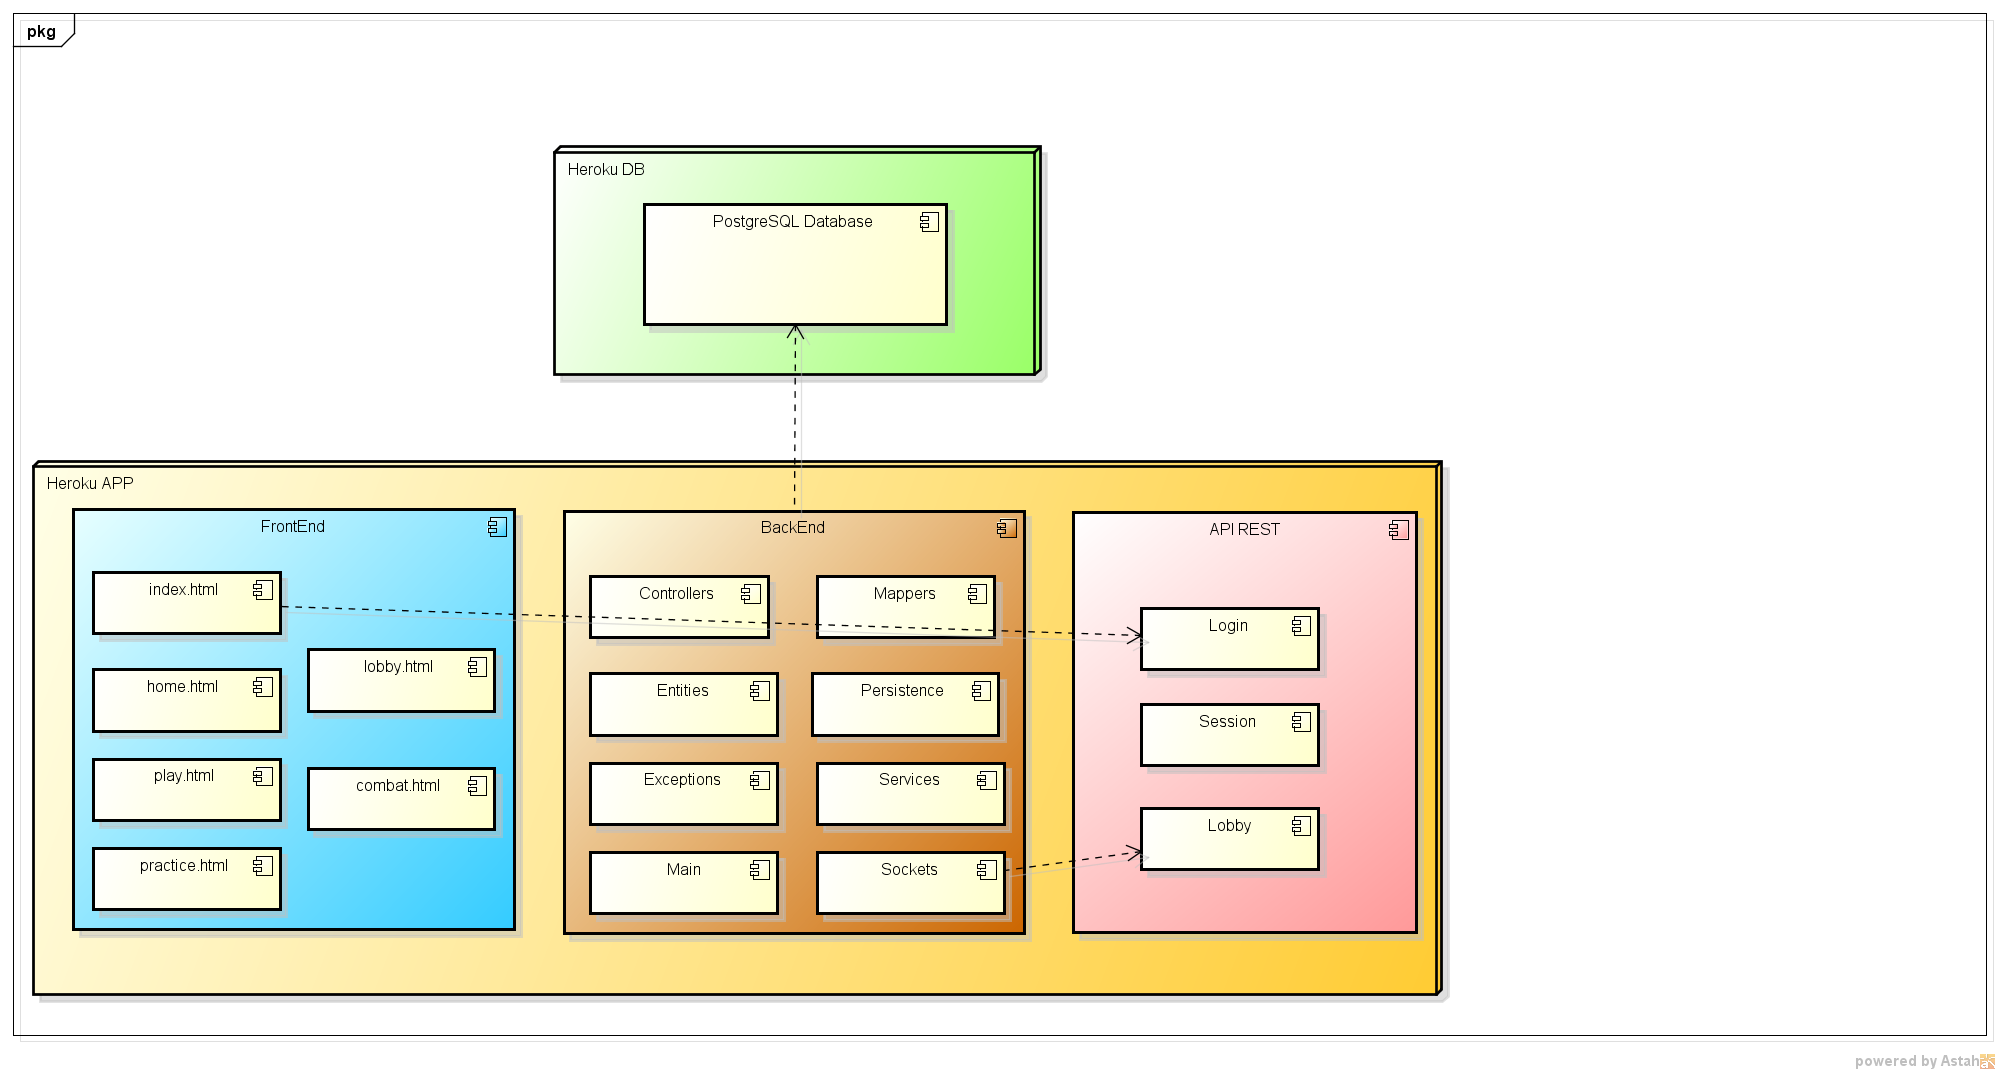 pkg
Heroku DB
PostgreSQL Database
Heroku APP
FrontEnd
index.html
home.html
lobby.html
play.html
combat.html
practice.html
BackEnd
Controllers
Mappers
Entities
Persistence
Exceptions
Services
Main
Sockets
API REST
Login
Session
Lobby
powered by Astah